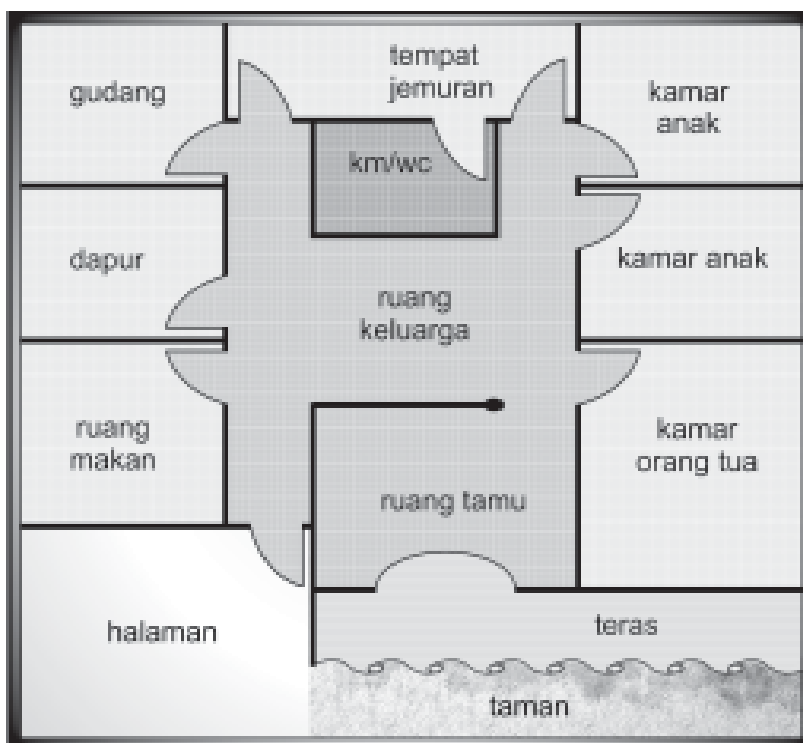 gudang
tempat
jemuran
kamar
anak
km/wc
dapur
kamar anak
ruang
keluarga
ruang
makan
kamar
orang tua
ruang tamu
halaman
teras
taman